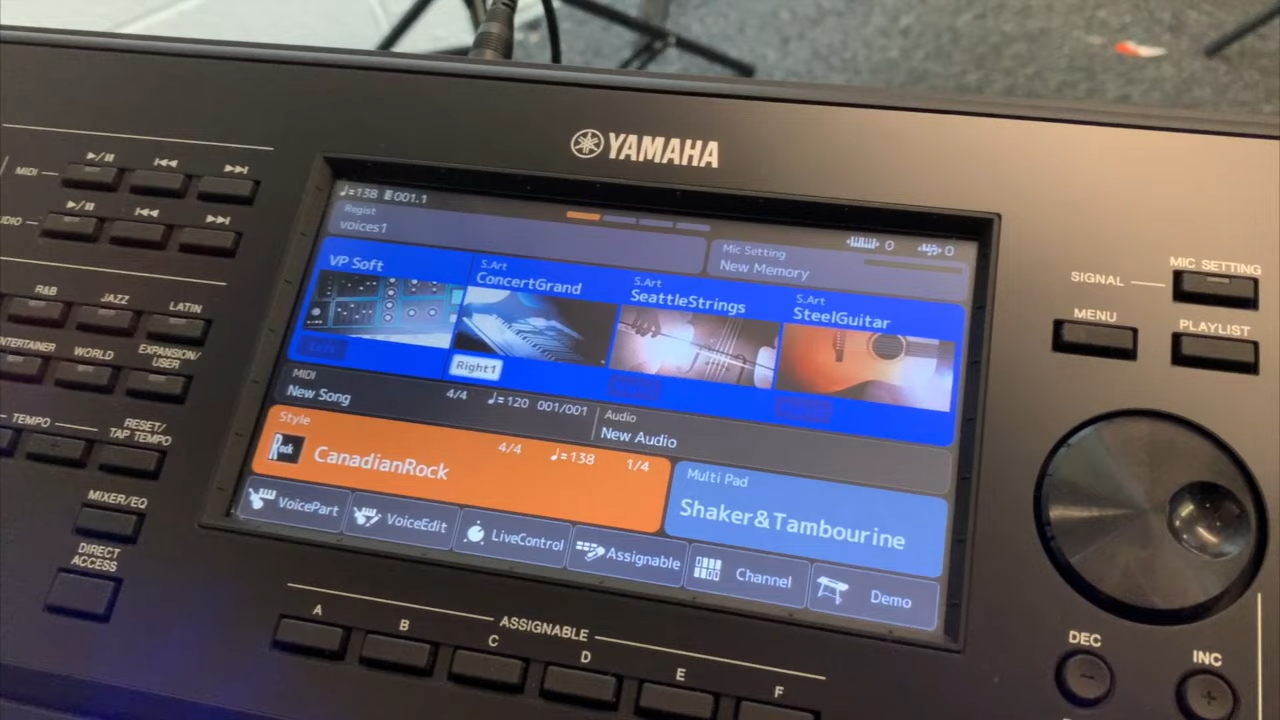 YAMAHA
MIDI
AUDIO
R&B JAZZ LATIN
ENTERTAINER WORLD EXPANSION/
USER
TEMPO RESET/
TAP TEMPO
MIXER/EQ
DIRECT
ACCESS
♩=138 001.1
0 0
Regist
voices1
Mic Setting
New Memory
VP Soft
S.Art
ConcertGrand
S.Art
SeattleStrings
S.Art
SteelGuitar
Left
Right1
MIDI
New Song 4/4 ♩=120 001/001
Audio
New Audio
Style
Rock
CanadianRock 4/4 ♩=138 1/4
Multi Pad
Shaker&Tambourine
VoicePart VoiceEdit LiveControl Assignable Channel Demo
ASSIGNABLE
A B C D E F
SIGNAL
MIC SETTING
MENU PLAYLIST
DEC INC